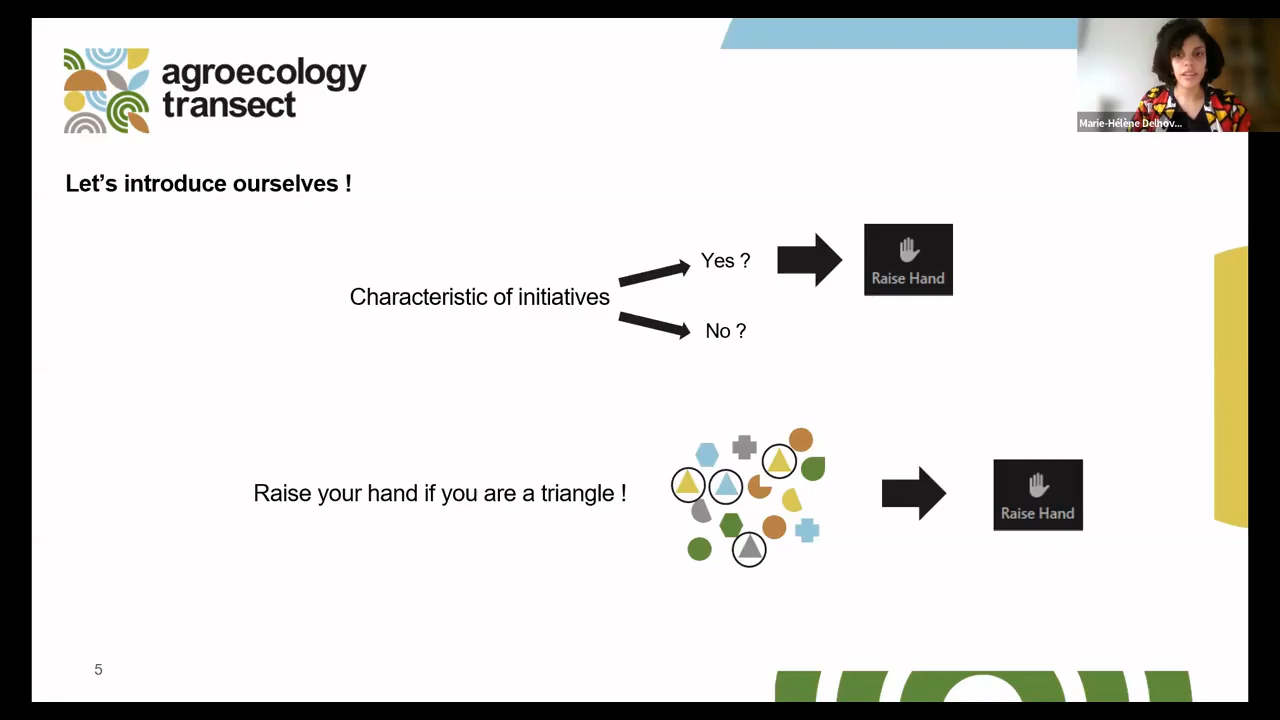 agroecology
transect
Marie-Hélène Delhov...
Let’s introduce ourselves !
Yes ?
Raise Hand
Characteristic of initiatives
No ?
Raise your hand if you are a triangle !
Raise Hand
5